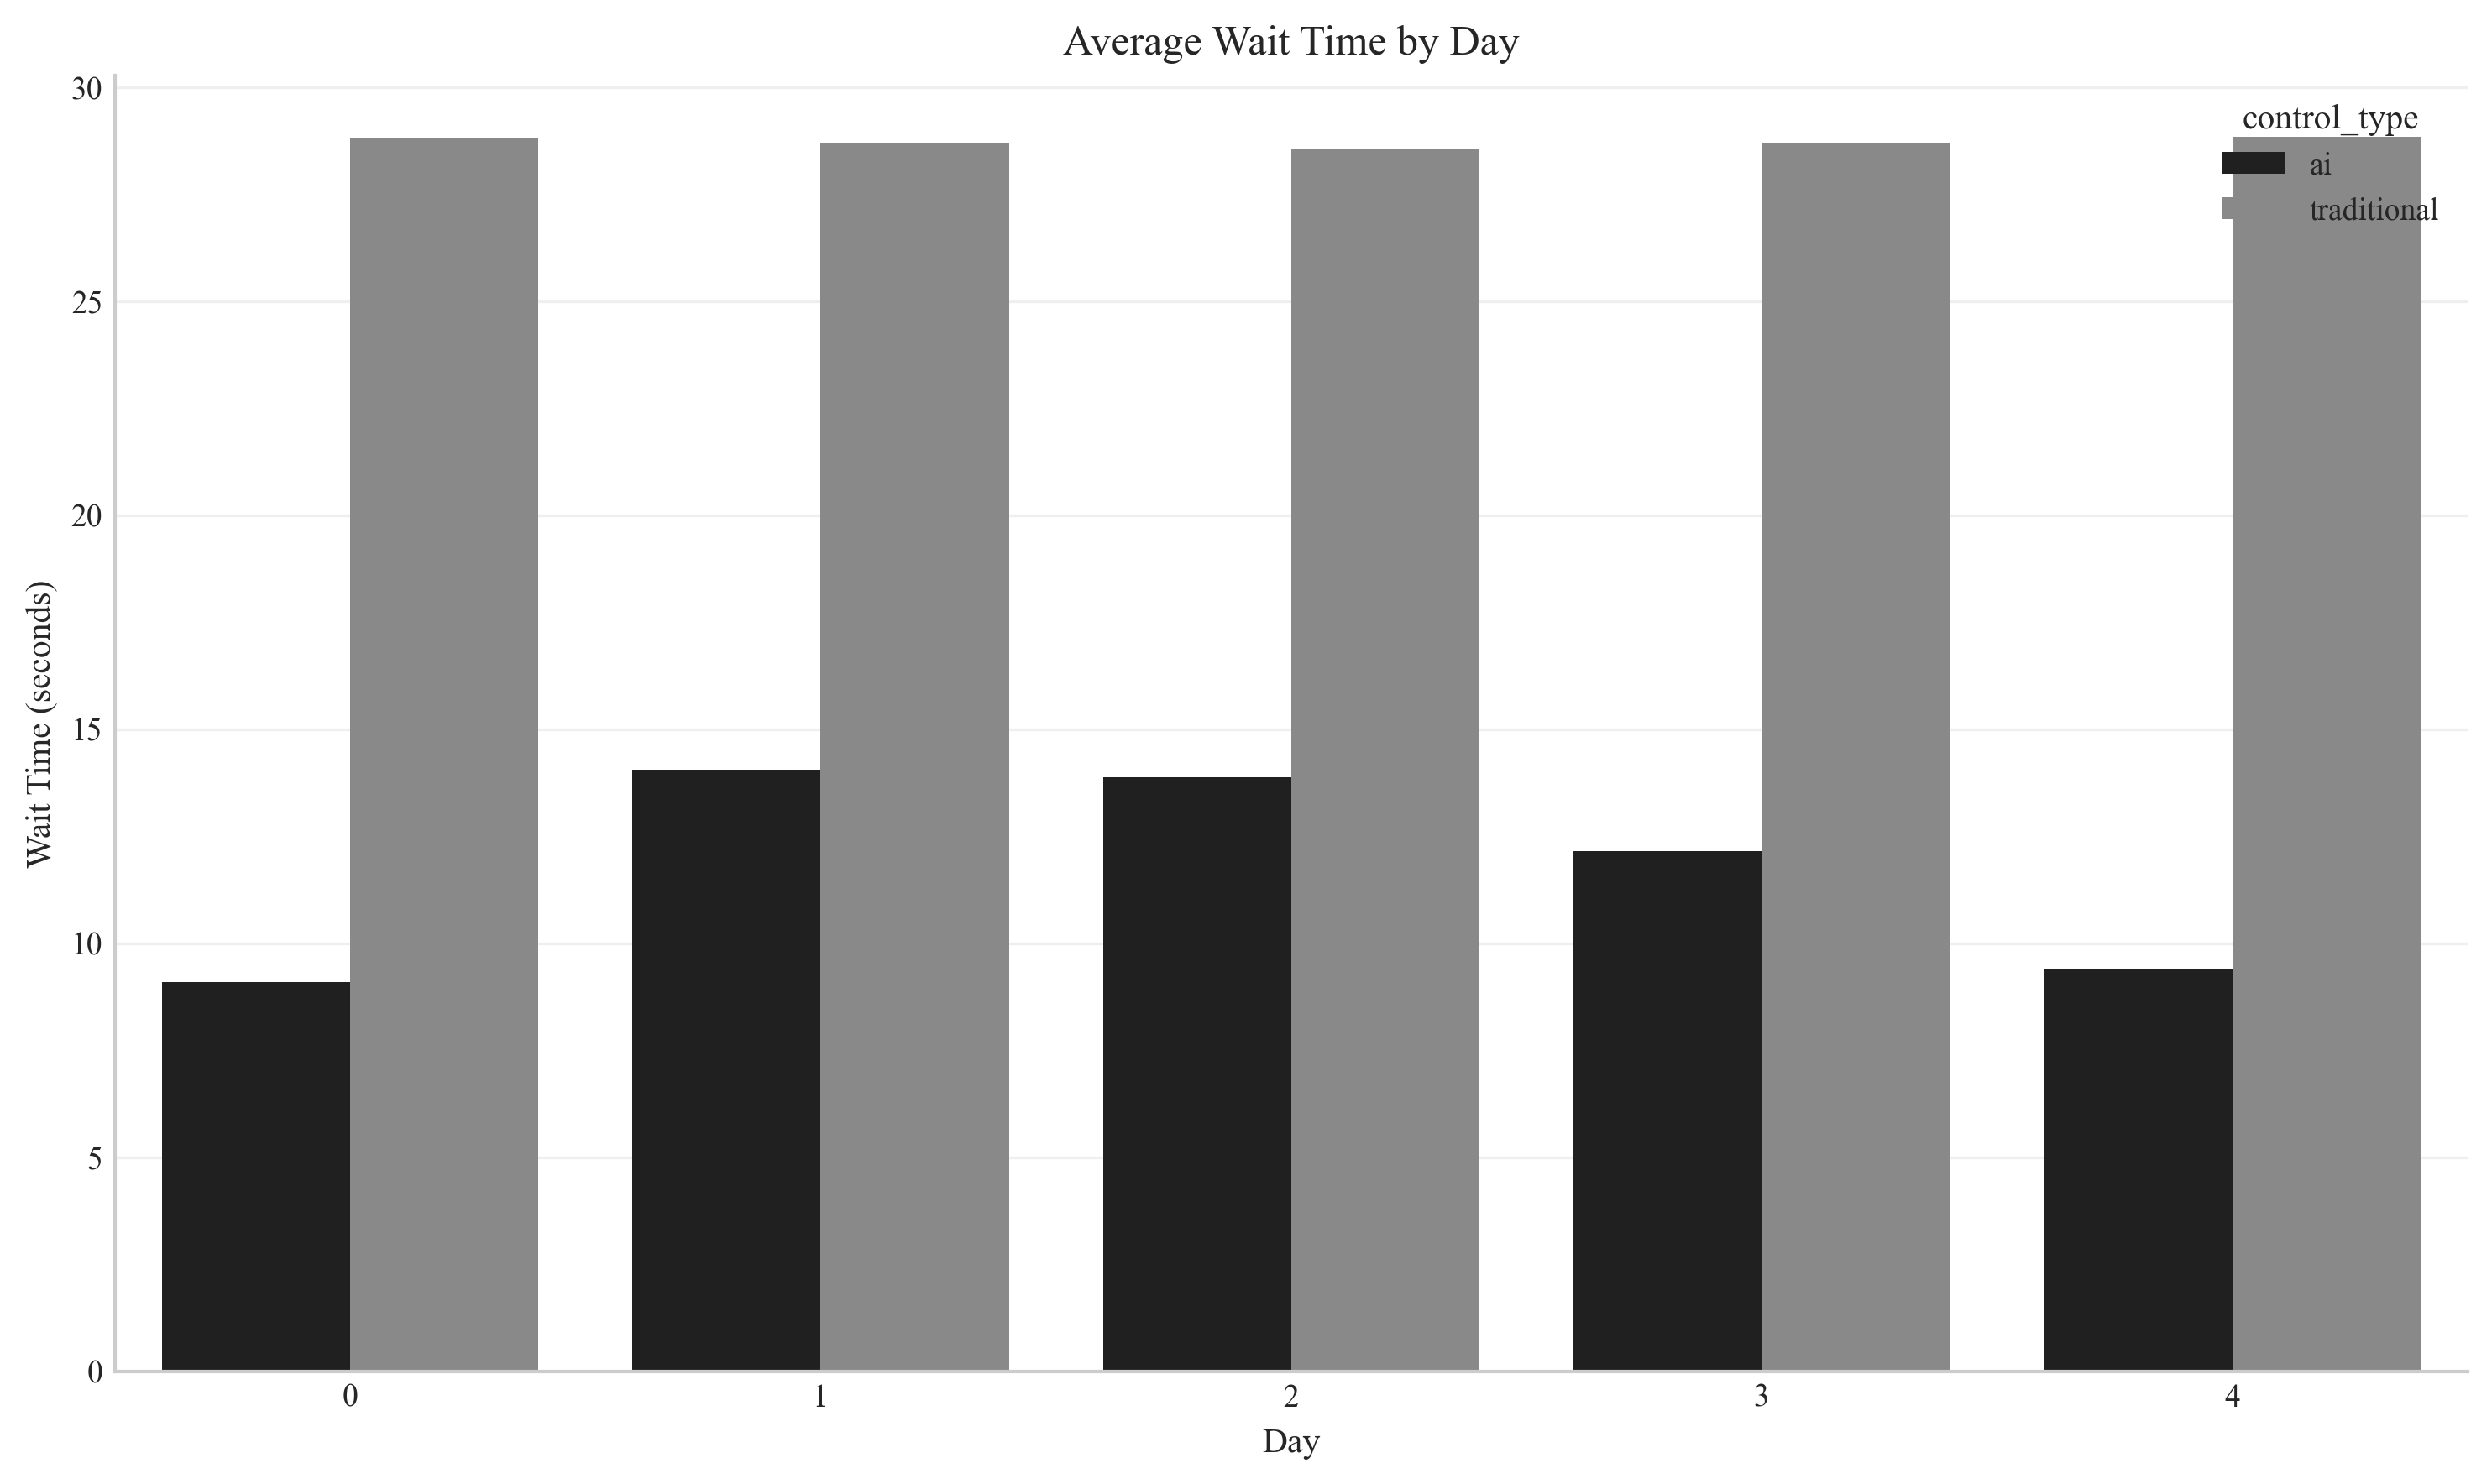 Average Wait Time by Day
30
control_type
ai
traditional
25
20
15
10
5
0
Wait Time (seconds)
0 1 2 3 4
Day